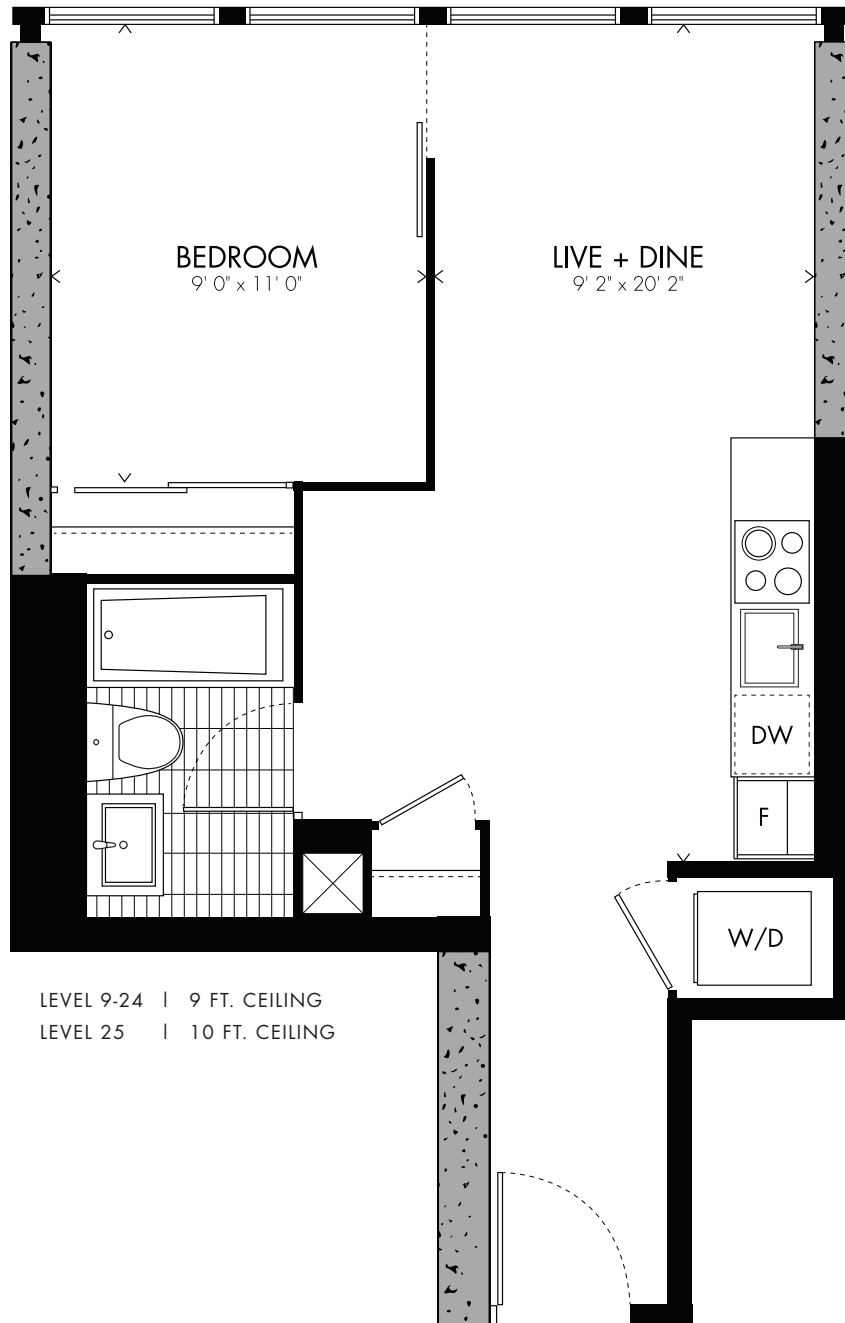 BEDROOM
9' 0" x 11' 0"
LIVE + DINE
9' 2" x 20' 2"
DW
F
W/D
LEVEL 9-24 | 9 FT. CEILING
LEVEL 25 | 10 FT. CEILING